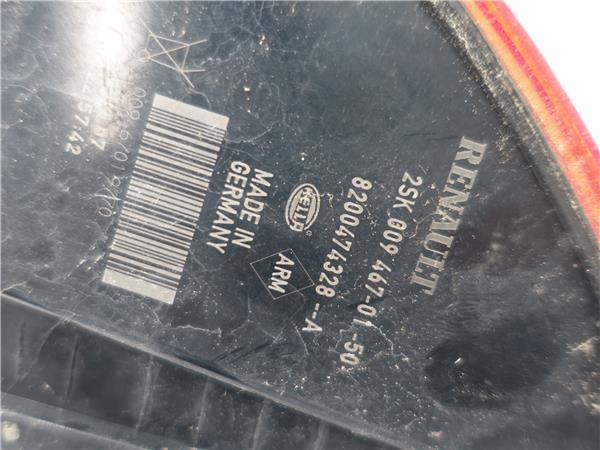 RENAULT
2SK 009 467-01-50
8200474328--A
HELLA
ARM
MADE IN
GERMANY